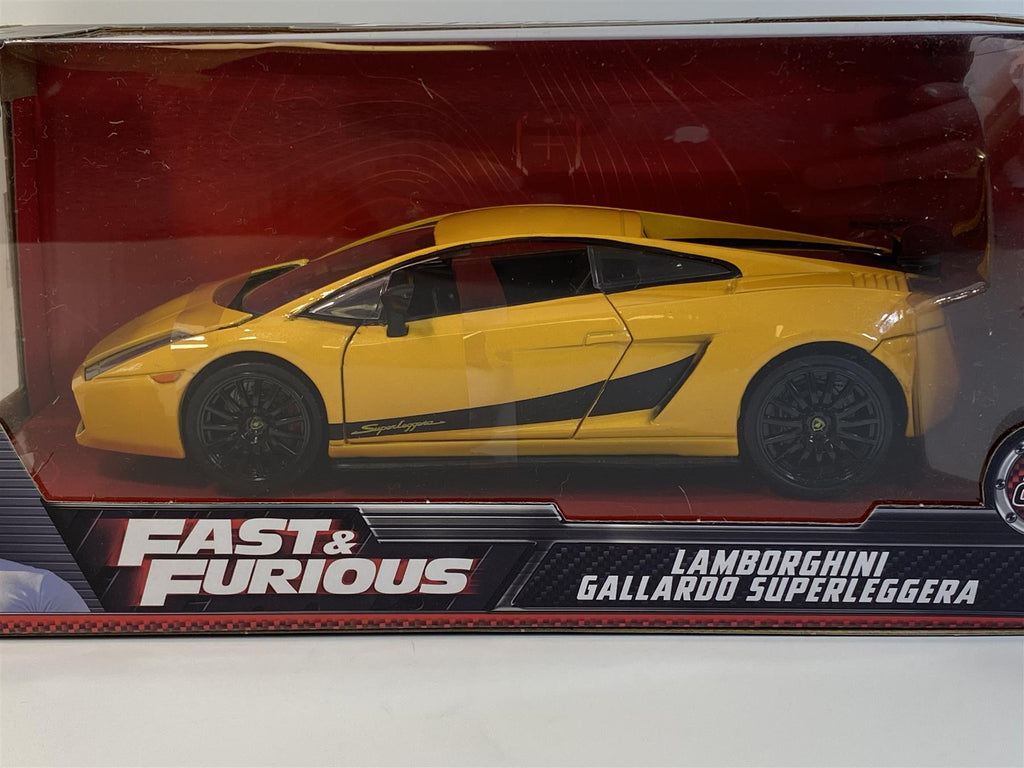 Superleggera
FAST &
FURIOUS
LAMBORGHINI
GALLARDO SUPERLEGGERA